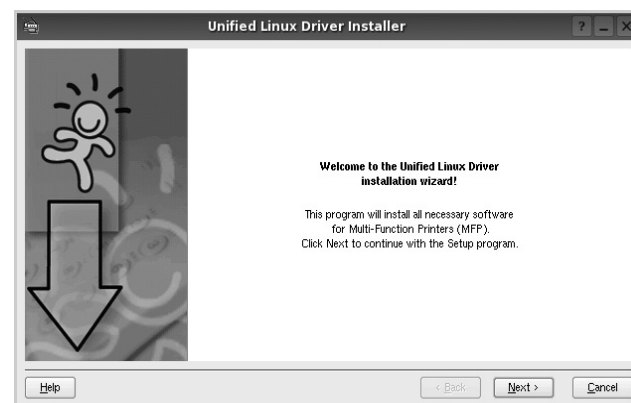 Unified Linux Driver Installer
Welcome to the Unified Linux Driver
installation wizard!
This program will install all necessary software
for Multi-Function Printers (MFP).
Click Next to continue with the Setup program.
Help
< Back
Next >
Cancel